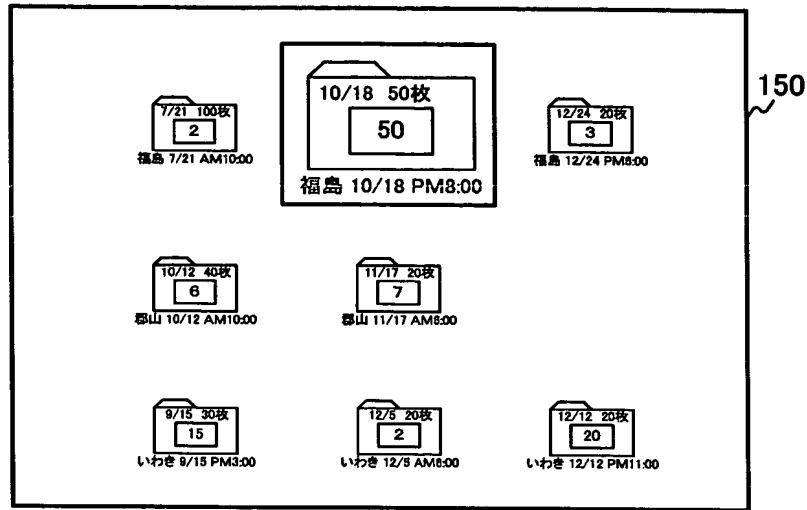 7/21 100枚
2
福島 7/21 AM10:00
10/18 50枚
50
福島 10/18 PM8:00
12/24 20枚
3
福島 12/24 PM6:00
150
10/12 40枚
6
郡山 10/12 AM10:00
11/17 20枚
7
郡山 11/17 AM6:00
9/15 30枚
15
いわき 9/15 PM3:00
12/5 20枚
2
いわき 12/5 AM6:00
12/12 20枚
20
いわき 12/12 PM11:00